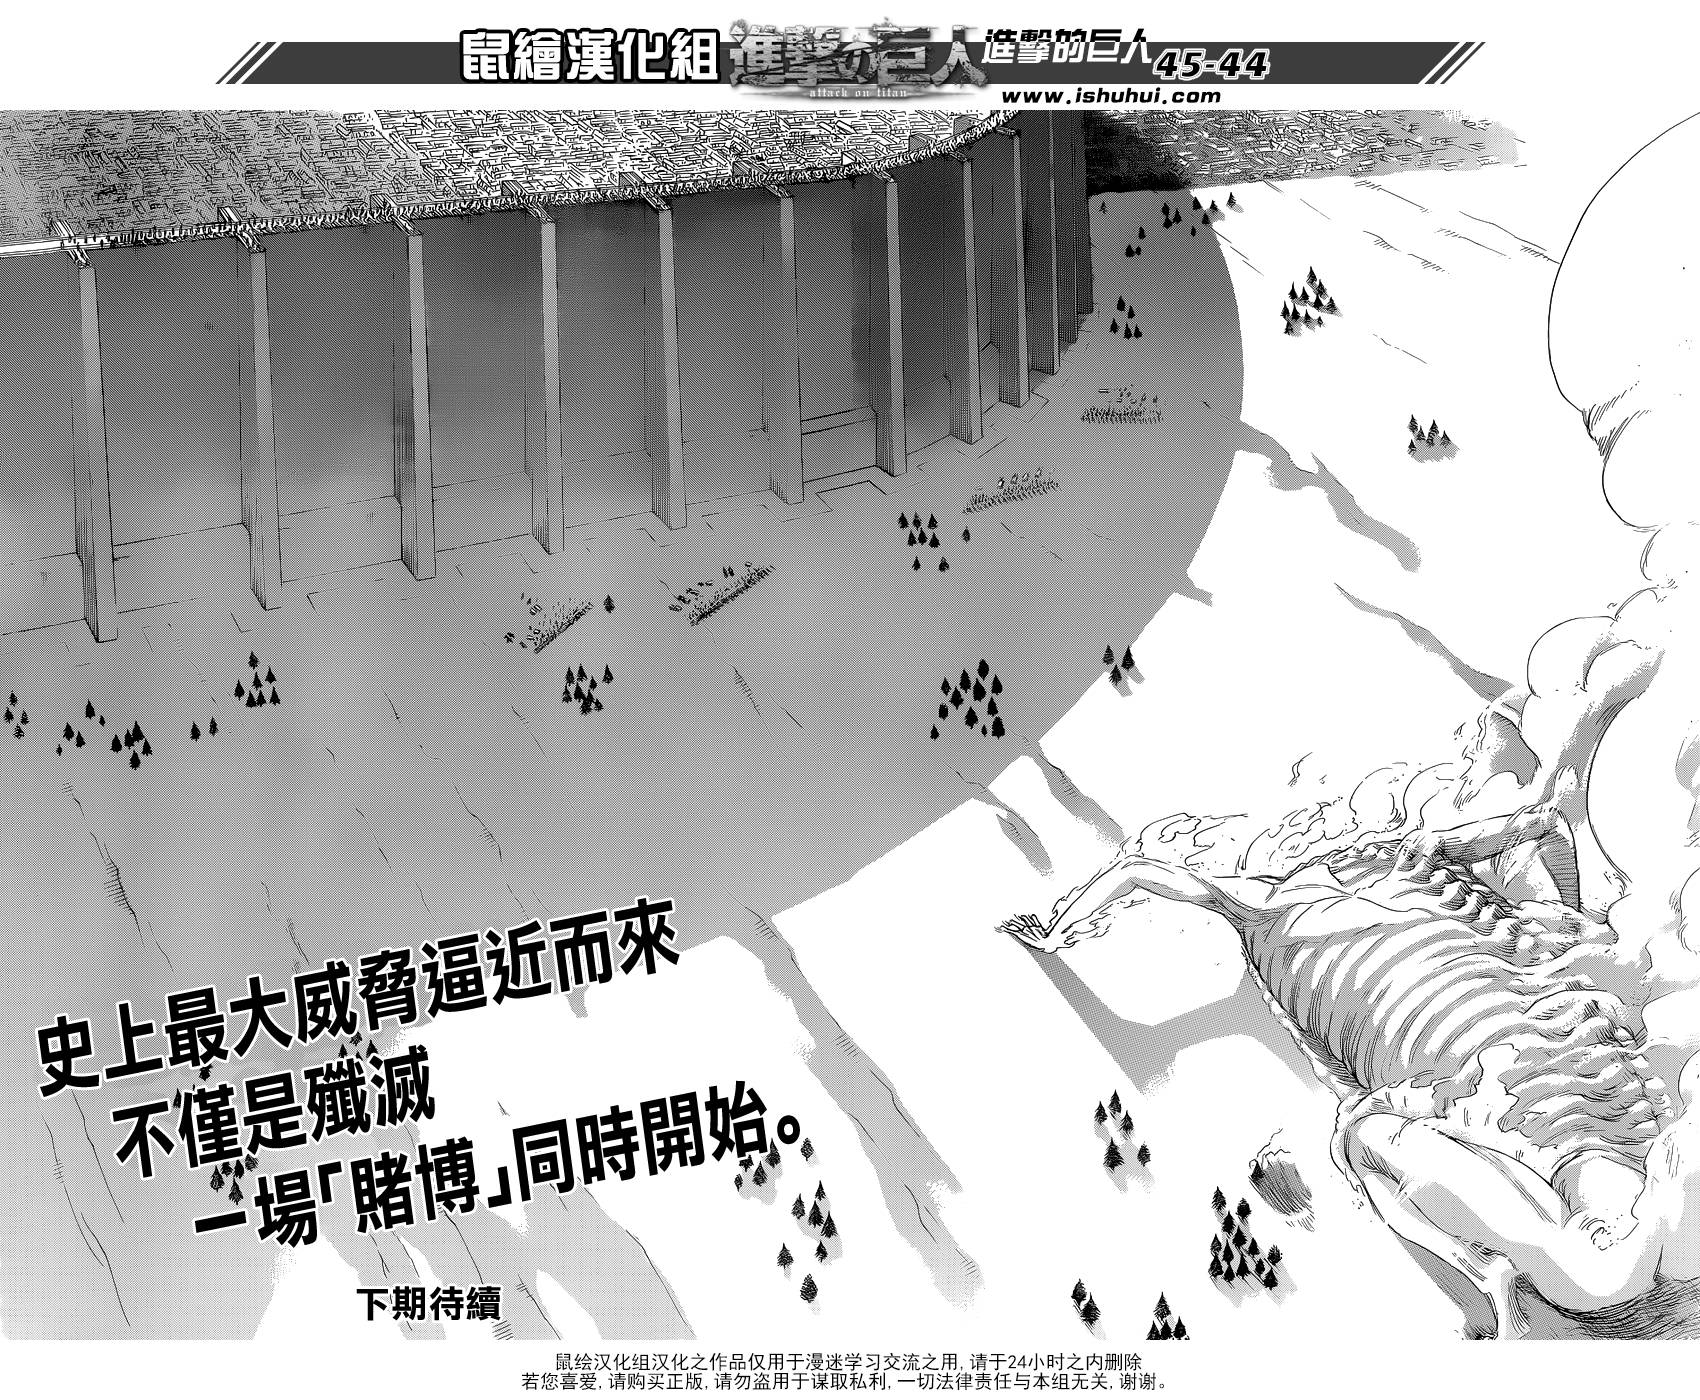 鼠繪漢化組
進撃の巨人
attack on titan
進擊的巨人
45-44
www.ishuhui.com
史上最大威脅逼近而來
不僅是殲滅
一場「賭博」同時開始。
下期待續
鼠绘汉化组汉化之作品仅用于漫迷学习交流之用,请于24小时之内删除
若您喜爱,请购买正版,请勿盗用于谋取私利,一切法律责任与本组无关,谢谢。